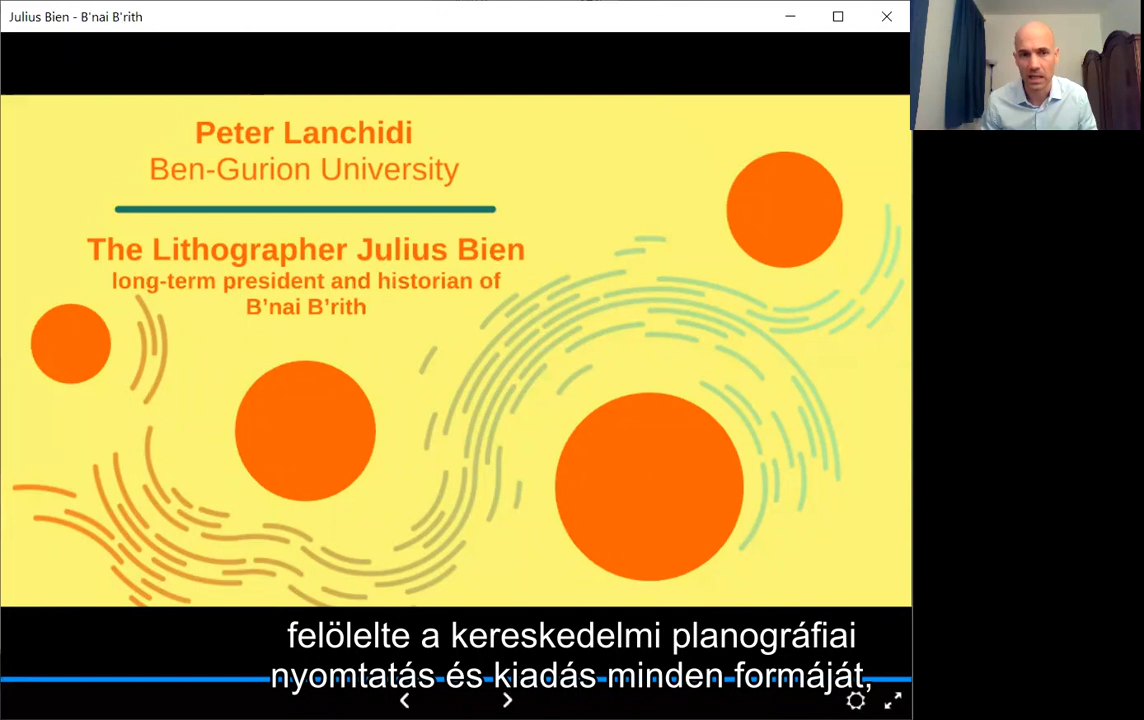 Julius Bien - B'nai B'rith
Peter Lanchidi
Ben-Gurion University
The Lithographer Julius Bien
long-term president and historian of
B’nai B’rith
felölelte a kereskedelmi planográfiai
nyomtatás és kiadás minden formáját,